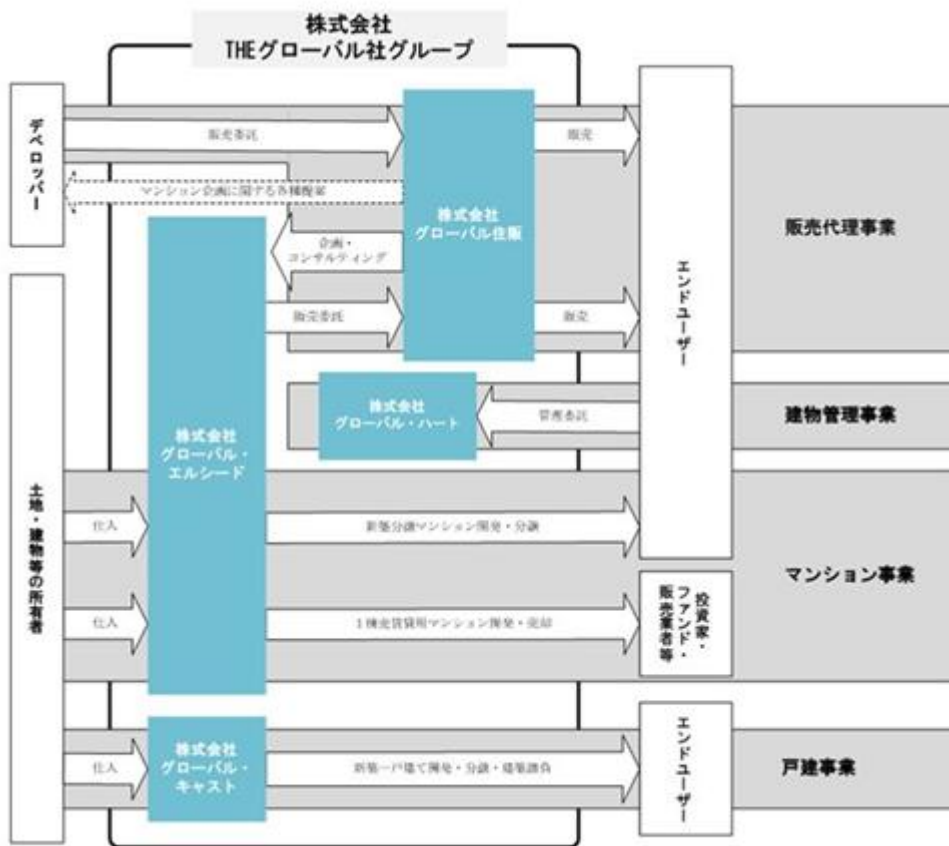 株式会社
THEグローバル社グループ
デベロッパー
販売委託
販売
マンション企画に関する各種提案
株式会社
グローバル住販
企画・
コンサルティング
販売委託
販売
エンドユーザー
販売代理事業
株式会社
グローバル・ハート
管理委託
建物管理事業
株式会社
グローバル・
エルシード
土地・建物等の所有者
仕入
新築分譲マンション開発・分譲
マンション事業
仕入
1棟売賃貸用マンション開発・売却
投資家・
ファンド・
販売業者等
株式会社
グローバル・
キャスト
仕入
新築一戸建て開発・分譲・建築請負
エンドユーザー
戸建事業